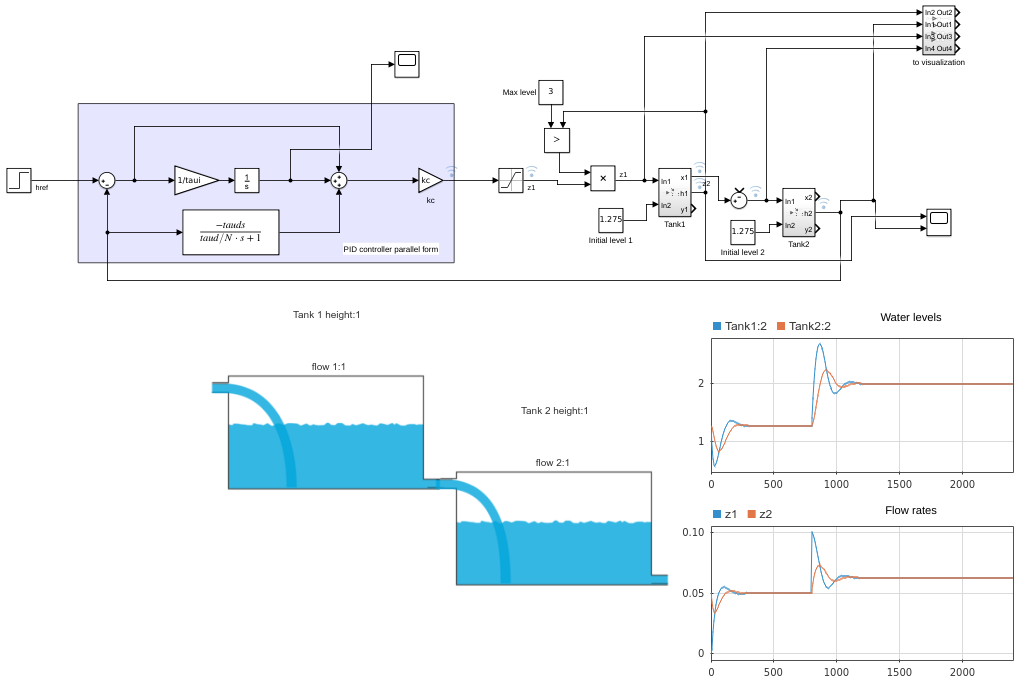 In2 Out2
In1 Out1
In3 Out3
In4 Out4
to visualization
Max level
3
>
href
1/taui
1
s
kc
kc
z1
×
z1
In1
x1
h1
In2
y1
Tank1
z2
1.275
Initial level 1
1.275
Initial level 2
In1
x2
h2
In2
y2
Tank2
−tauds
taud/N · s + 1
PID controller parallel form
Tank 1 height:1
flow 1:1
Tank 2 height:1
flow 2:1
Water levels
Tank1:2 Tank2:2
2
1
0 500 1000 1500 2000
Flow rates
z1 z2
0.10
0.05
0
0 500 1000 1500 2000